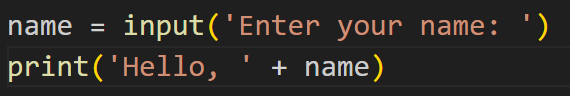 name = input('Enter your name: ')
print('Hello, ' + name)